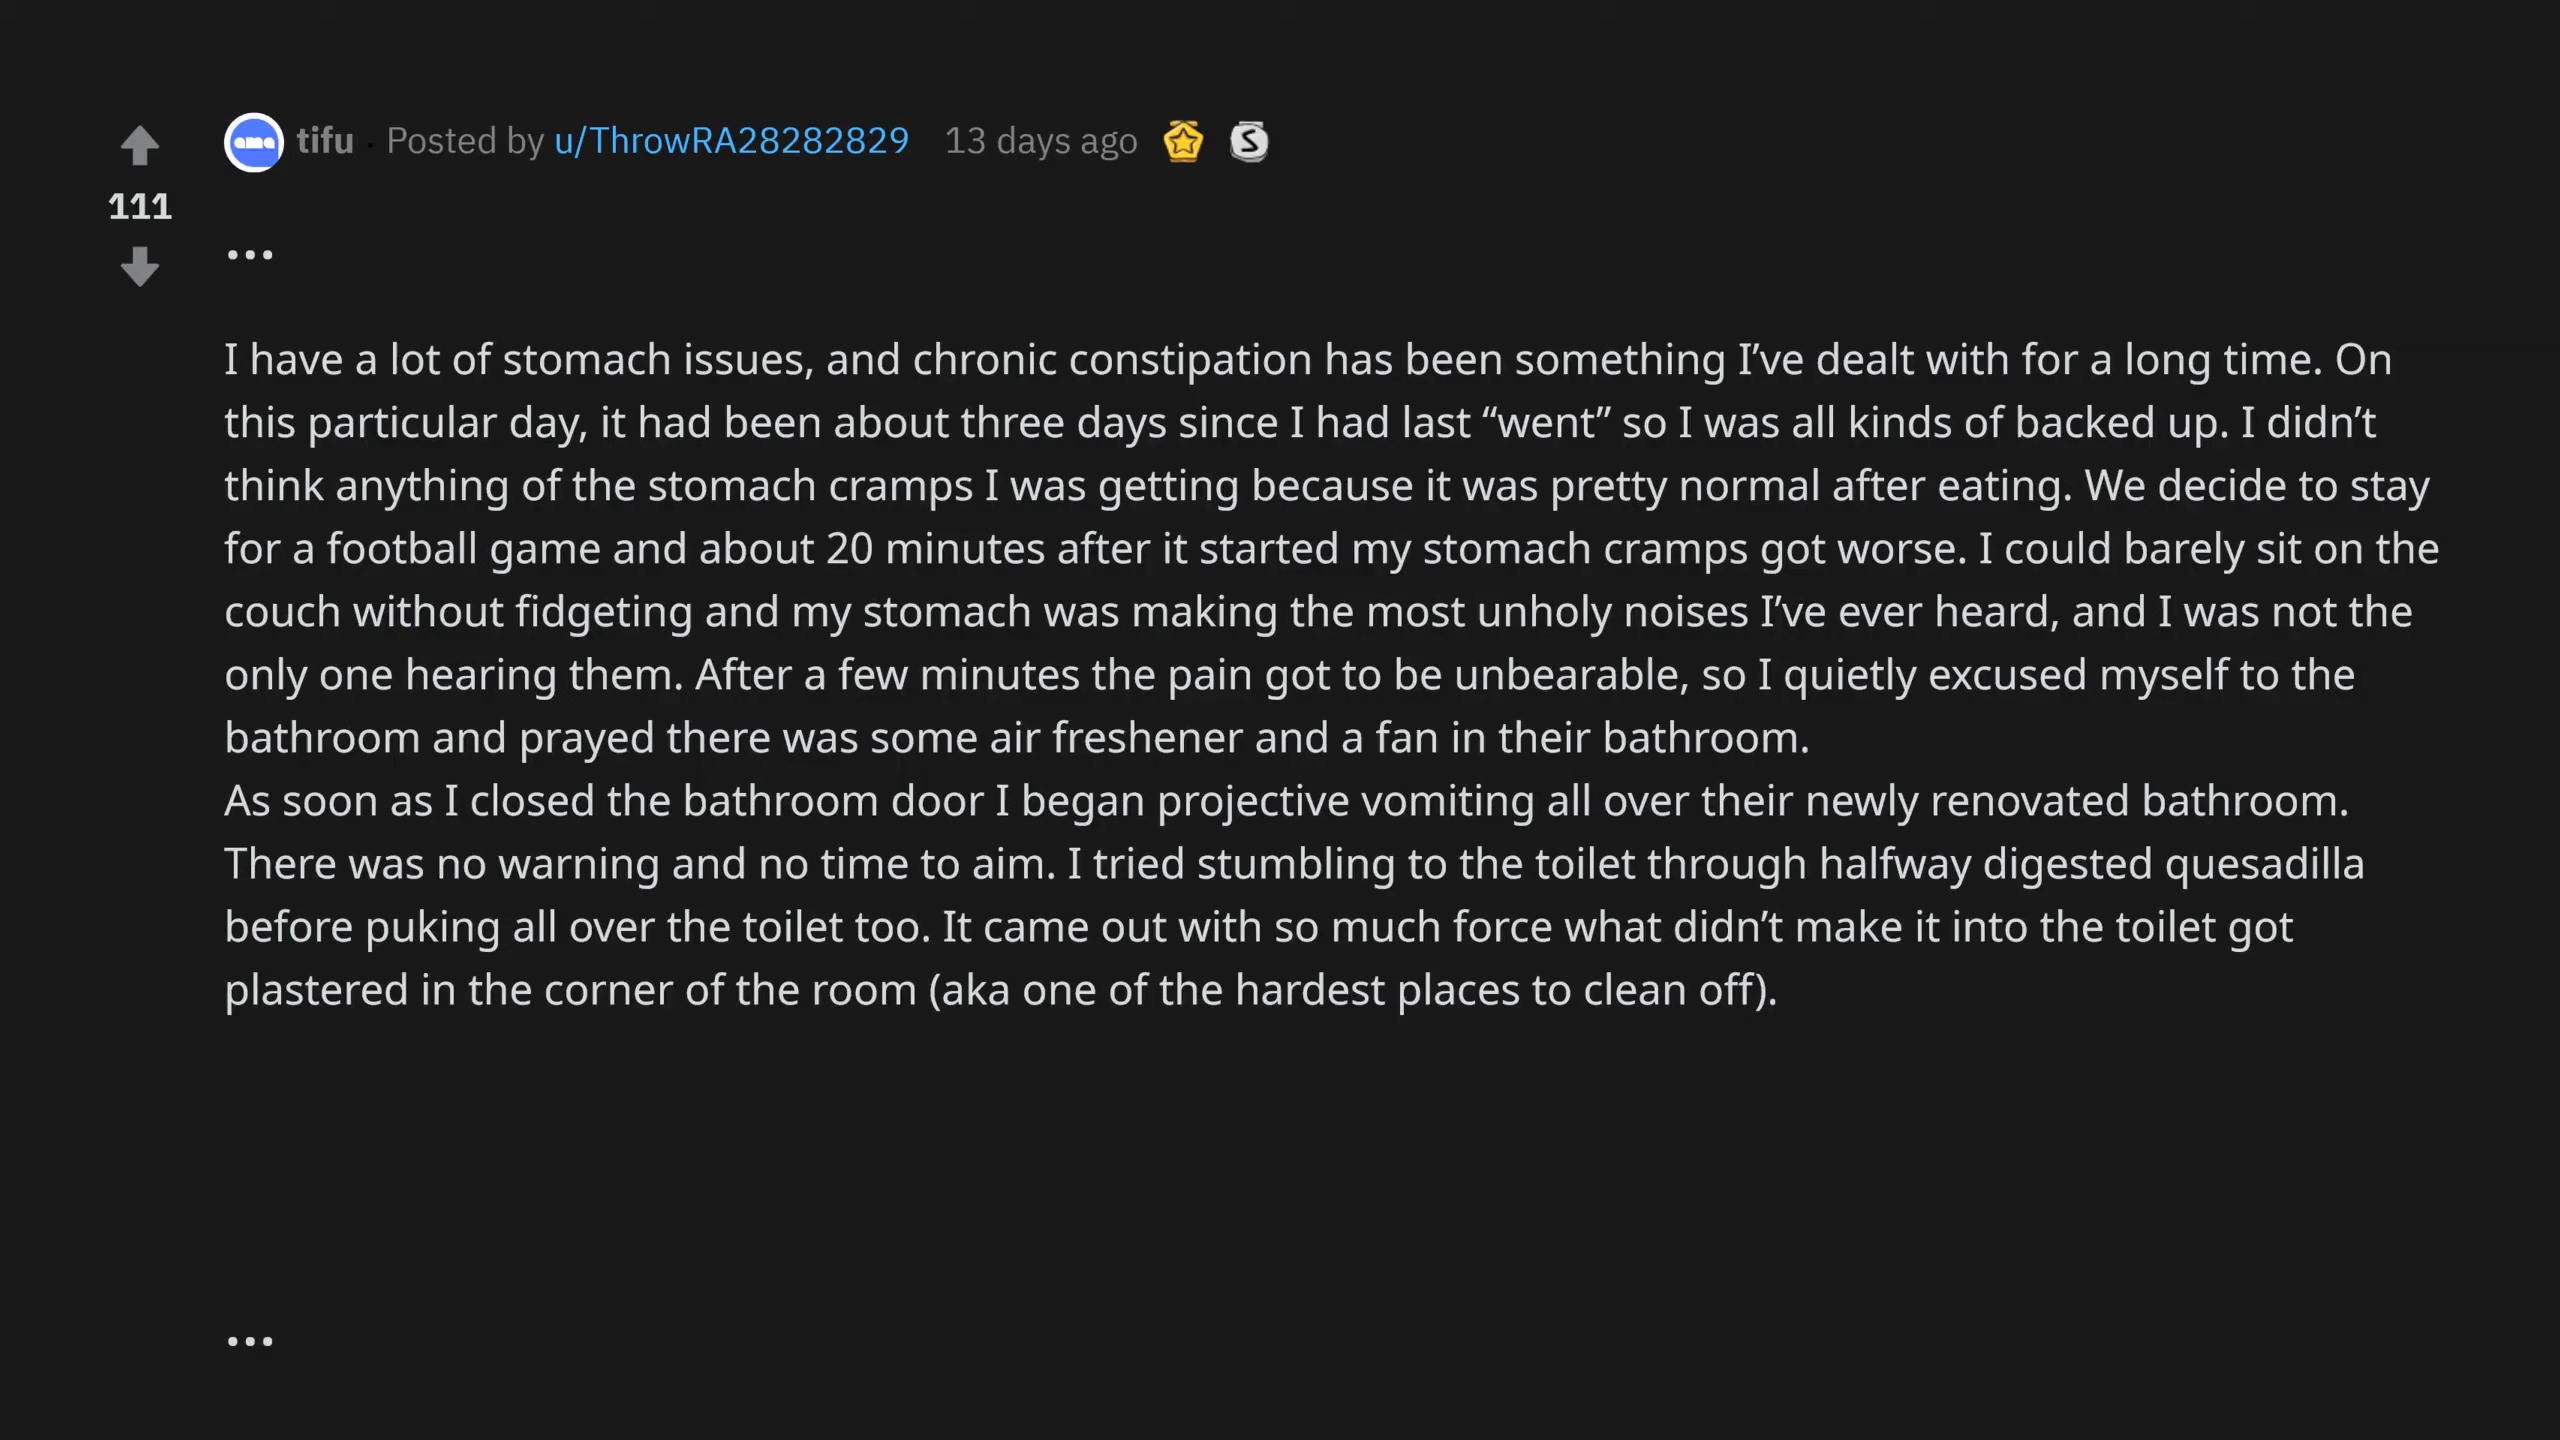 tifu · Posted by u/ThrowRA28282829 13 days ago
111
...
I have a lot of stomach issues, and chronic constipation has been something I’ve dealt with for a long time. On
this particular day, it had been about three days since I had last “went” so I was all kinds of backed up. I didn’t
think anything of the stomach cramps I was getting because it was pretty normal after eating. We decide to stay
for a football game and about 20 minutes after it started my stomach cramps got worse. I could barely sit on the
couch without fidgeting and my stomach was making the most unholy noises I’ve ever heard, and I was not the
only one hearing them. After a few minutes the pain got to be unbearable, so I quietly excused myself to the
bathroom and prayed there was some air freshener and a fan in their bathroom.
As soon as I closed the bathroom door I began projective vomiting all over their newly renovated bathroom.
There was no warning and no time to aim. I tried stumbling to the toilet through halfway digested quesadilla
before puking all over the toilet too. It came out with so much force what didn’t make it into the toilet got
plastered in the corner of the room (aka one of the hardest places to clean off).
...